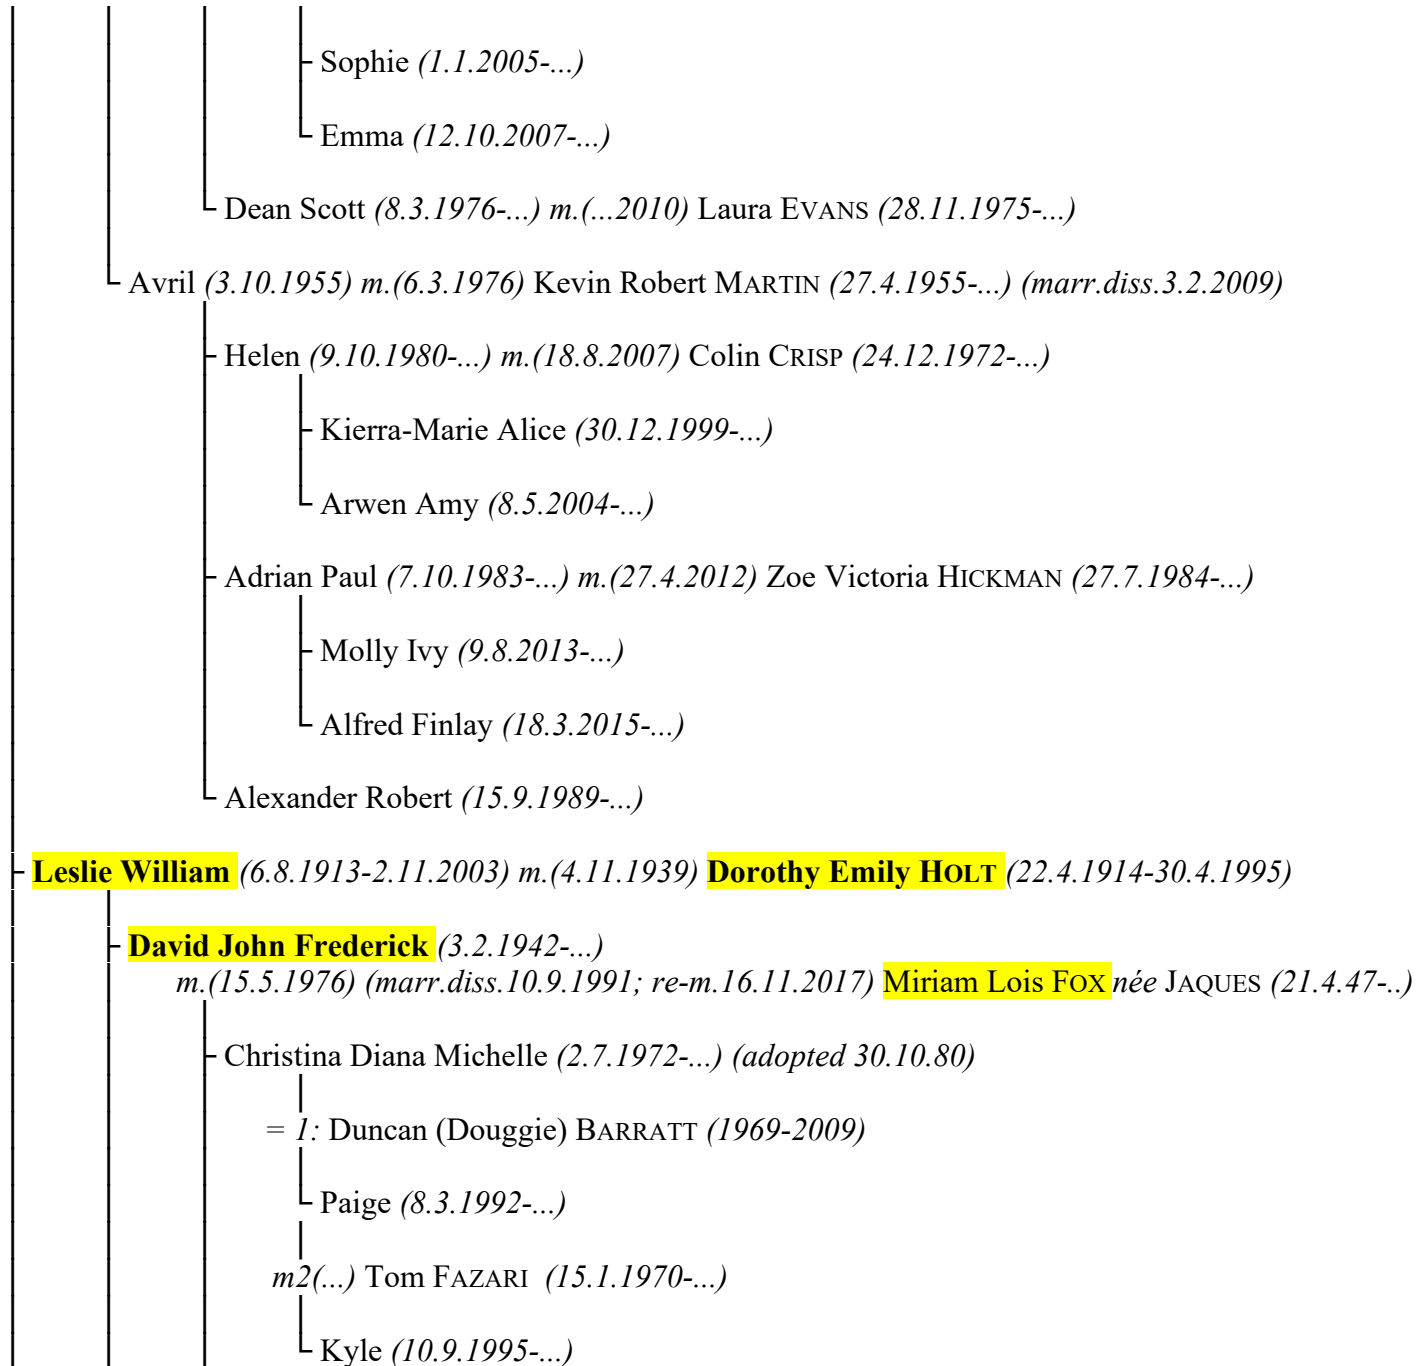 Sophie (1.1.2005-...)
Emma (12.10.2007-...)
Dean Scott (8.3.1976-...) m.(...2010) Laura EVANS (28.11.1975-...)
Avril (3.10.1955) m.(6.3.1976) Kevin Robert MARTIN (27.4.1955-...) (marr.diss.3.2.2009)
Helen (9.10.1980-...) m.(18.8.2007) Colin CRISP (24.12.1972-...)
Kierra-Marie Alice (30.12.1999-...)
Arwen Amy (8.5.2004-...)
Adrian Paul (7.10.1983-...) m.(27.4.2012) Zoe Victoria HICKMAN (27.7.1984-...)
Molly Ivy (9.8.2013-...)
Alfred Finlay (18.3.2015-...)
Alexander Robert (15.9.1989-...)
Leslie William (6.8.1913-2.11.2003) m.(4.11.1939) Dorothy Emily HOLT (22.4.1914-30.4.1995)
David John Frederick (3.2.1942-...)
m.(15.5.1976) (marr.diss.10.9.1991; re-m.16.11.2017) Miriam Lois FOX née JAQUES (21.4.47-..)
Christina Diana Michelle (2.7.1972-...) (adopted 30.10.80)
= 1: Duncan (Douggie) BARRATT (1969-2009)
Paige (8.3.1992-...)
m2(...) Tom FAZARI (15.1.1970-...)
Kyle (10.9.1995-...)